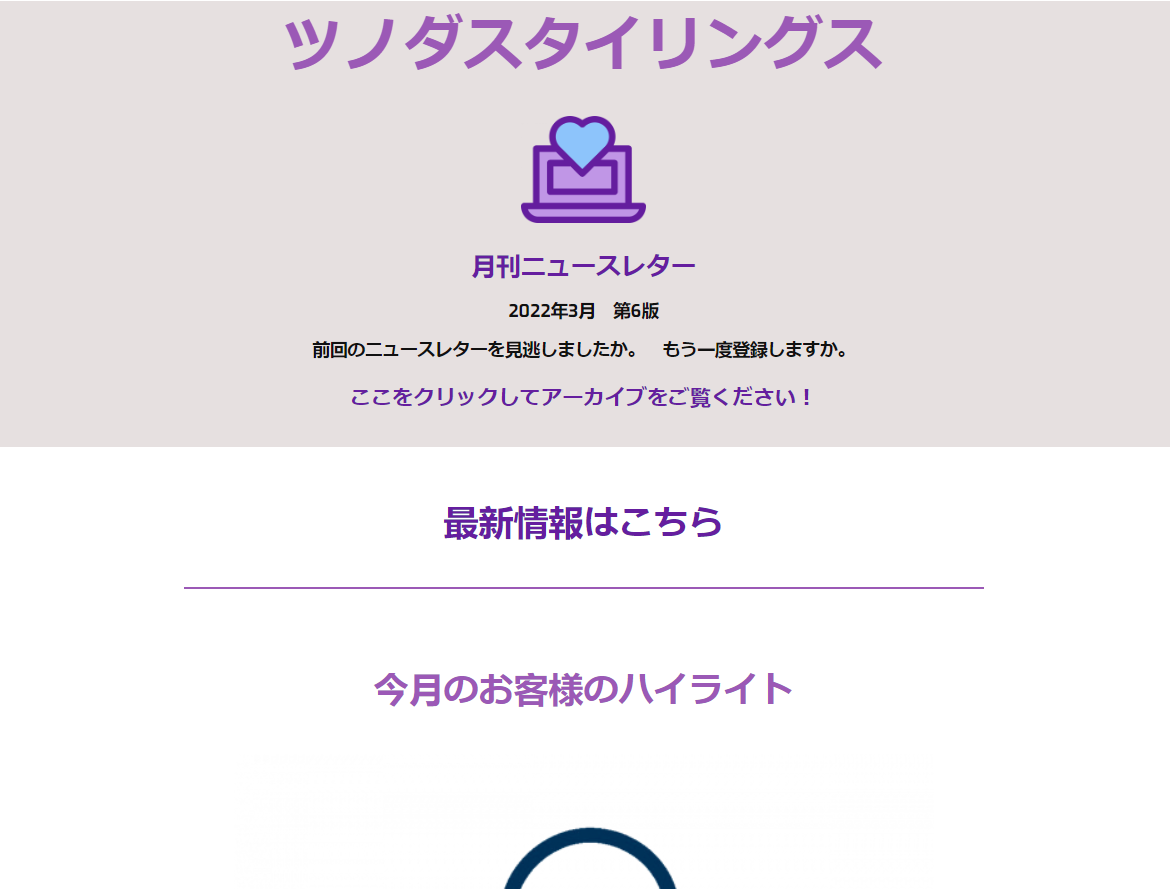 ツノダスタイリングス
月刊ニュースレター
2022年3月　第6版
前回のニュースレターを見逃しましたか。　もう一度登録しますか。
ここをクリックしてアーカイブをご覧ください！
最新情報はこちら
今月のお客様のハイライト